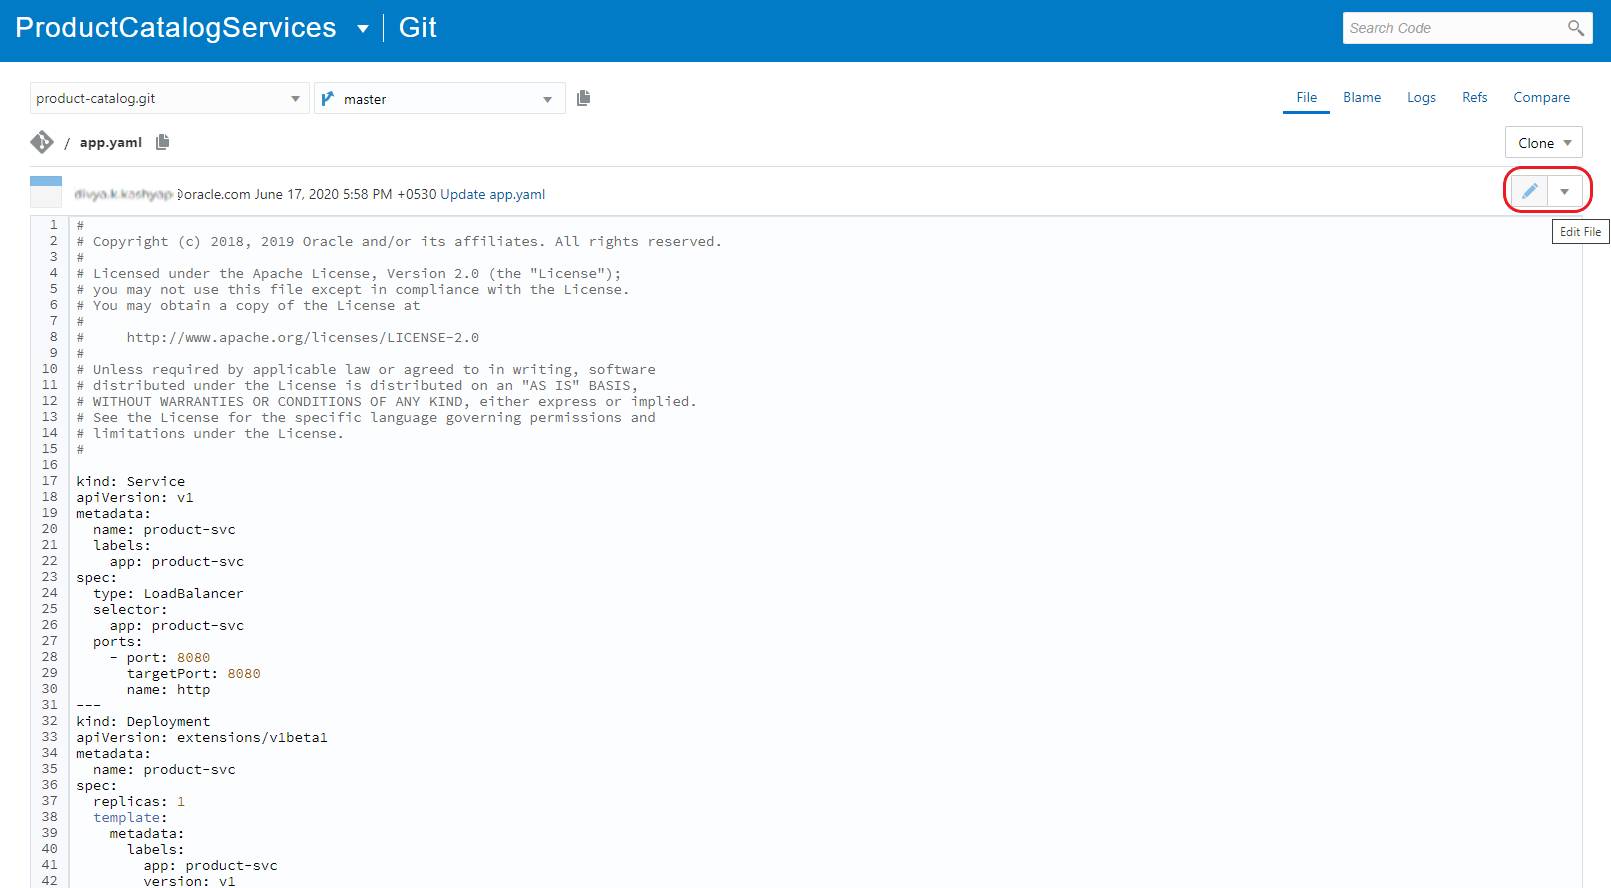 ProductCatalogServices Git
Search Code
product-catalog.git master File Blame Logs Refs Compare
/ app.yaml Clone
@oracle.com June 17, 2020 5:58 PM +0530 Update app.yaml
Edit File
1 #
2 # Copyright (c) 2018, 2019 Oracle and/or its affiliates. All rights reserved.
3 #
4 # Licensed under the Apache License, Version 2.0 (the "License");
5 # you may not use this file except in compliance with the License.
6 # You may obtain a copy of the License at
7 #
8 #     http://www.apache.org/licenses/LICENSE-2.0
9 #
10 # Unless required by applicable law or agreed to in writing, software
11 # distributed under the License is distributed on an "AS IS" BASIS,
12 # WITHOUT WARRANTIES OR CONDITIONS OF ANY KIND, either express or implied.
13 # See the License for the specific language governing permissions and
14 # limitations under the License.
15 #
16
17 kind: Service
18 apiVersion: v1
19 metadata:
20   name: product-svc
21   labels:
22     app: product-svc
23 spec:
24   type: LoadBalancer
25   selector:
26     app: product-svc
27   ports:
28     - port: 8080
29       targetPort: 8080
30       name: http
31 ---
32 kind: Deployment
33 apiVersion: extensions/v1beta1
34 metadata:
35   name: product-svc
36 spec:
37   replicas: 1
38   template:
39     metadata:
40       labels:
41         app: product-svc
42         version: v1